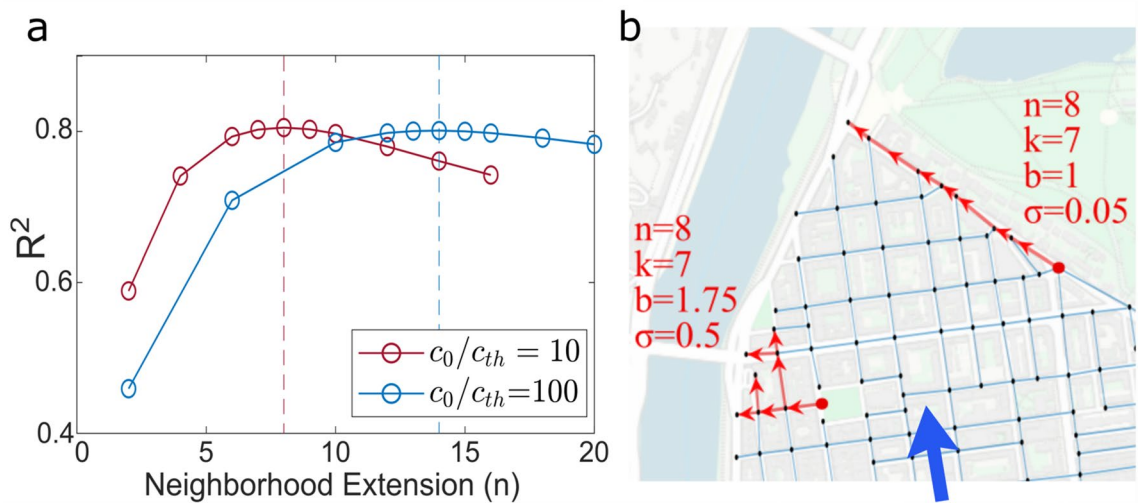 a
0.8
0.6
0.4
R²
0 5 10 15 20
Neighborhood Extension (n)
c₀/cₜₕ = 10
c₀/cₜₕ=100
b
n=8
k=7
b=1
σ=0.05
n=8
k=7
b=1.75
σ=0.5